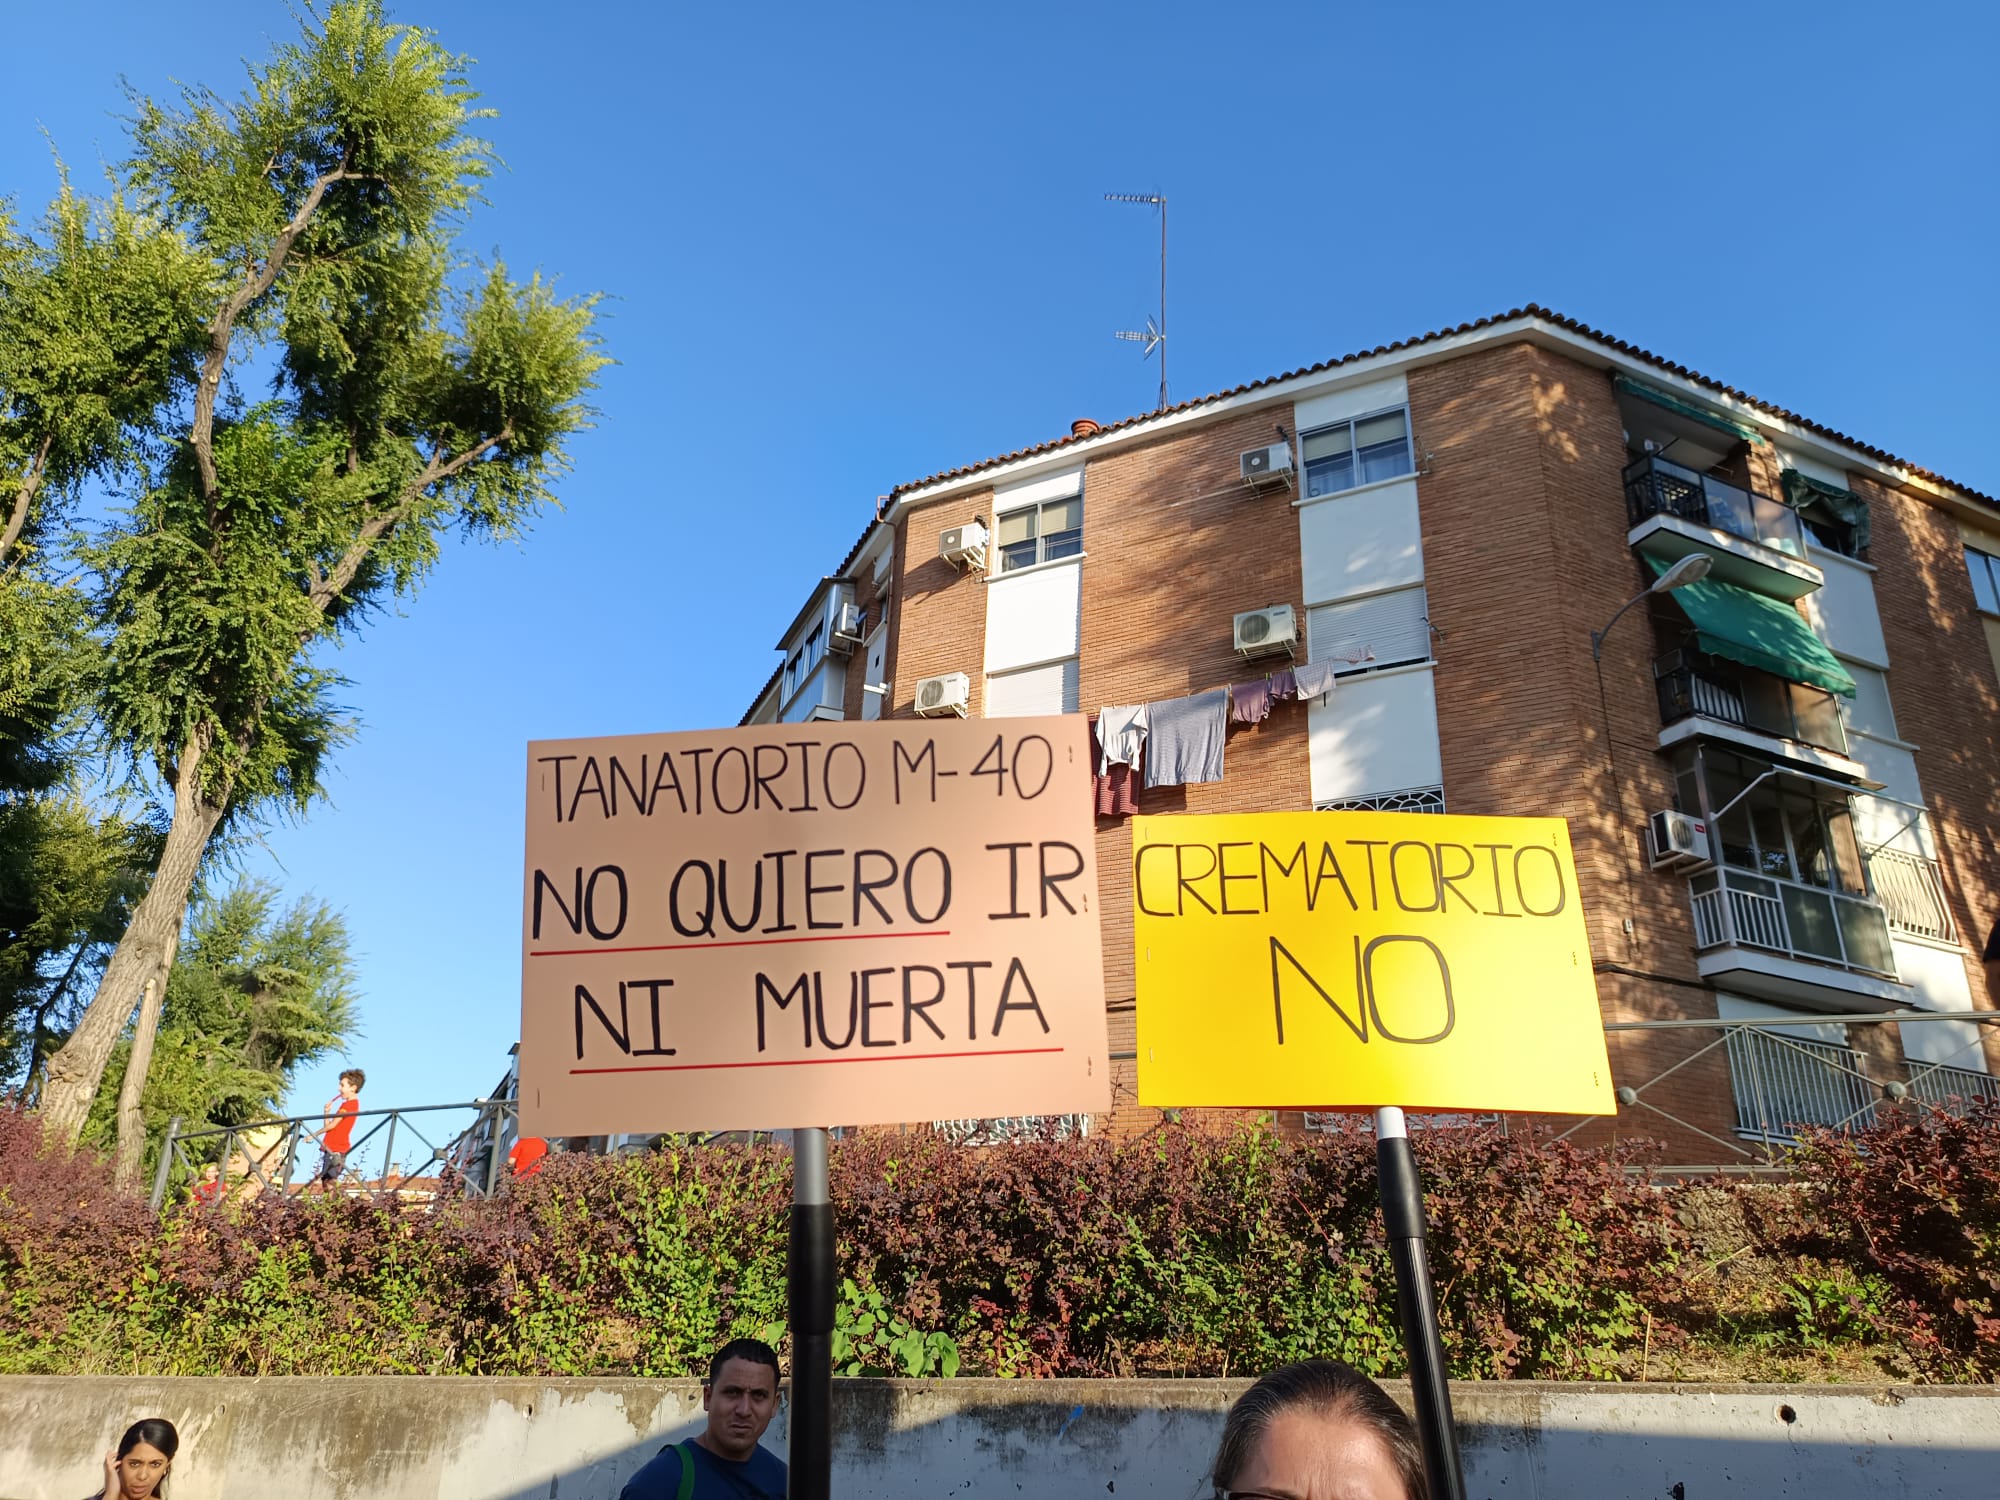 TANATORIO M-40
NO QUIERO IR
NI MUERTA
CREMATORIO
NO